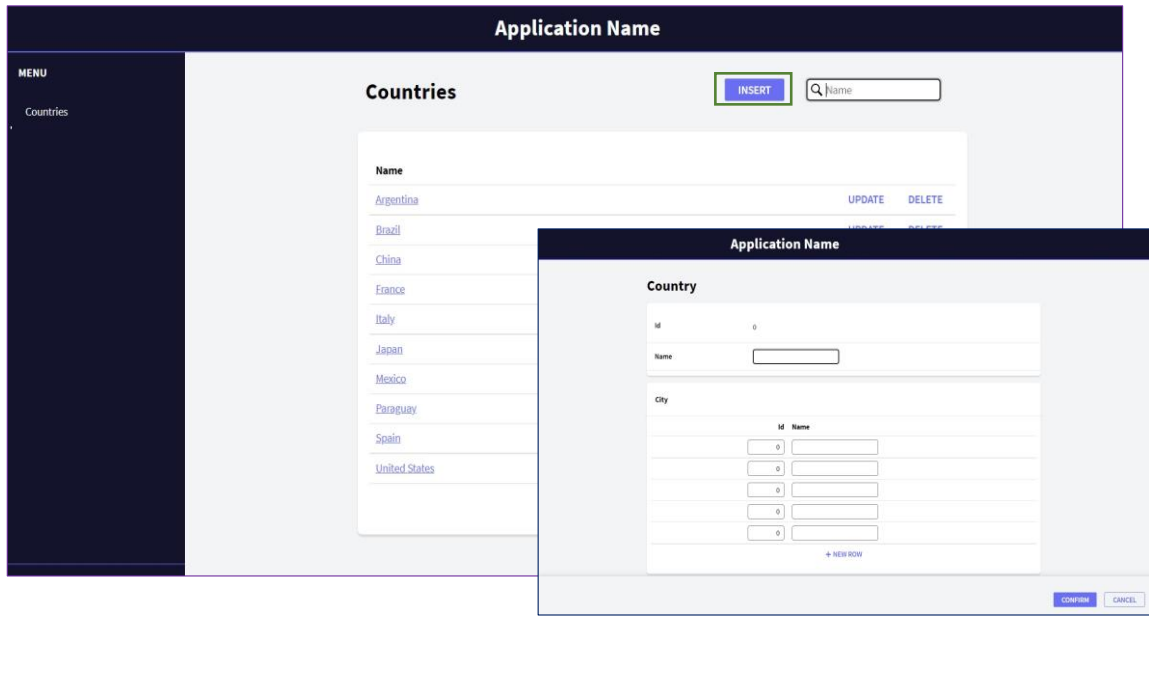 Application Name
MENU
Countries
Countries
INSERT
Name
Name
Argentina UPDATE DELETE
Brazil UPDATE DELETE
China
France
Italy
Japan
Mexico
Paraguay
Spain
United States
Application Name
Country
Id 0
Name
City
Id Name
0
0
0
0
0
+ NEW ROW
CONFIRM CANCEL